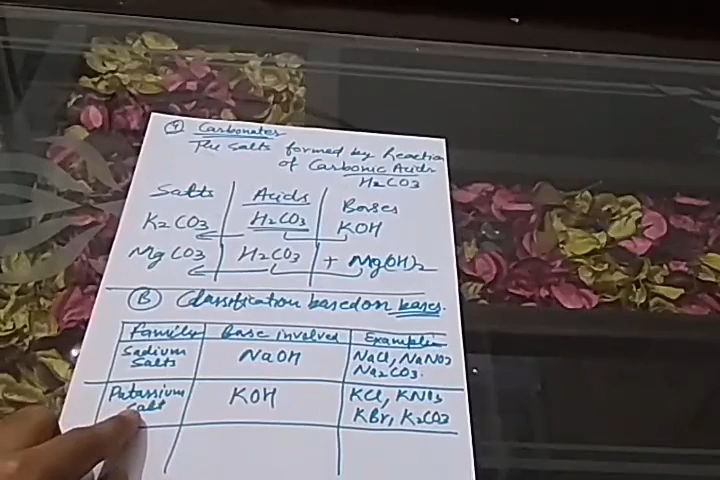 ④ Carbonates
The Salts formed by Reaction
of Carbonic Acids
H2CO3
Salts Acids Bases
K2CO3 H2CO3 KOH
MgCO3 H2CO3 + Mg(OH)2
Ⓑ Classification based on bases.
Family Base involved Examples
Sadium Salts NaOH NaCl, NaNO3
Na2CO3.
Potassium Salt KOH KCl, KNO3
KBr, K2CO3